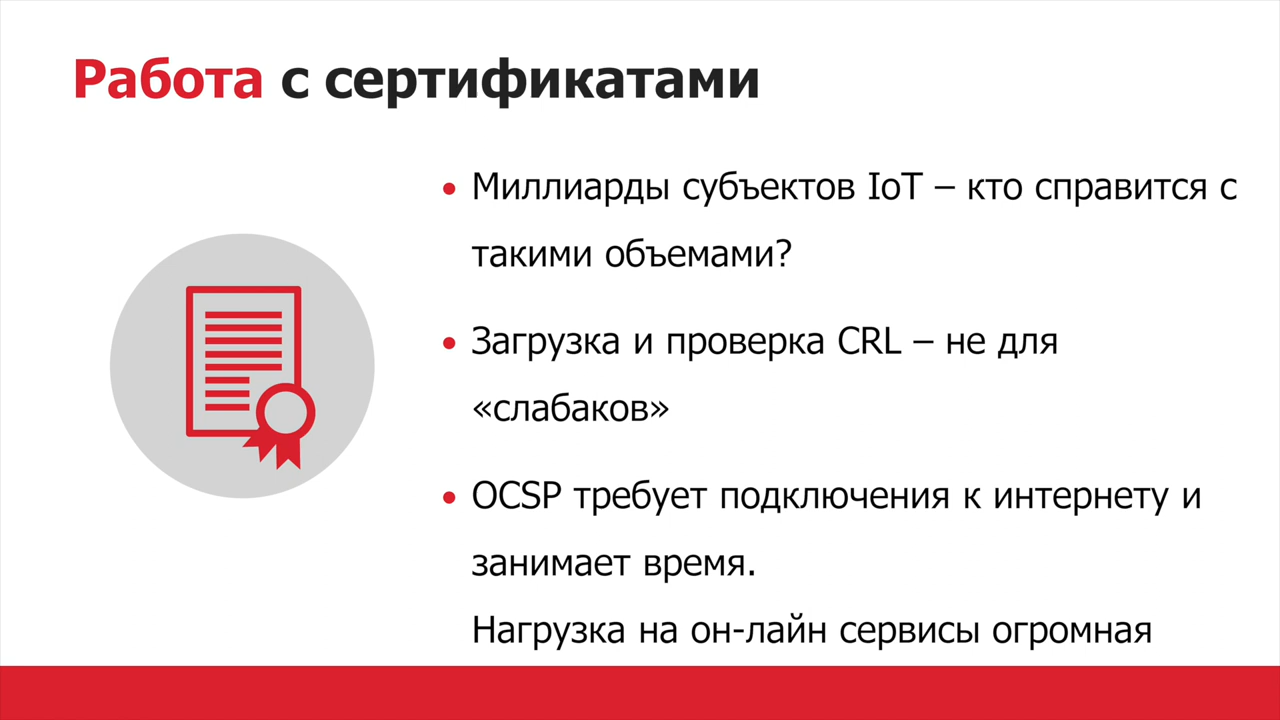 Работа с сертификатами
• Миллиарды субъектов IoT – кто справится с
такими объемами?
• Загрузка и проверка CRL – не для
«слабаков»
• OCSP требует подключения к интернету и
занимает время.
Нагрузка на он-лайн сервисы огромная